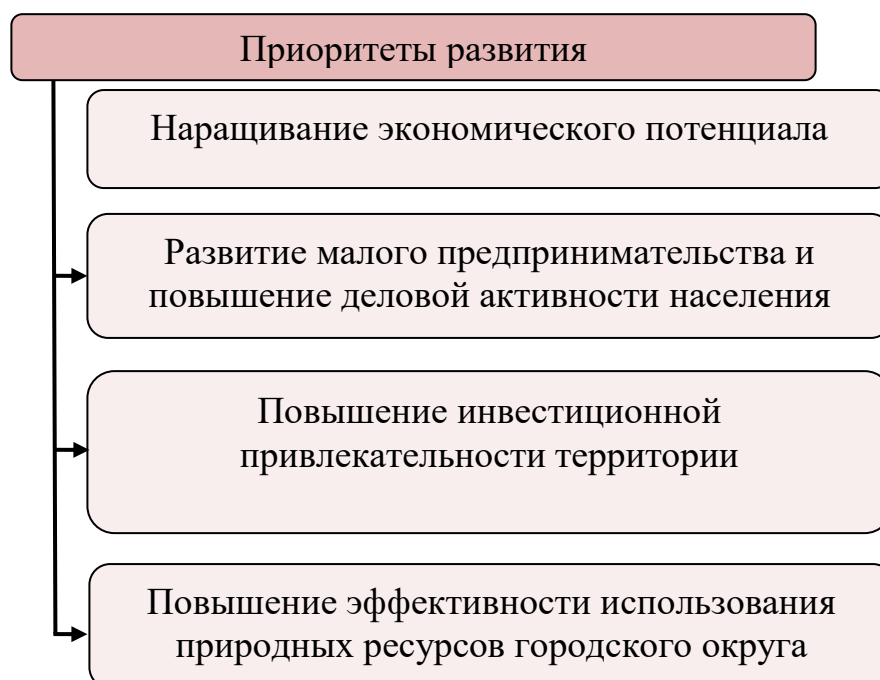 Приоритеты развития
Наращивание экономического потенциала
Развитие малого предпринимательства и
повышение деловой активности населения
Повышение инвестиционной
привлекательности территории
Повышение эффективности использования
природных ресурсов городского округа